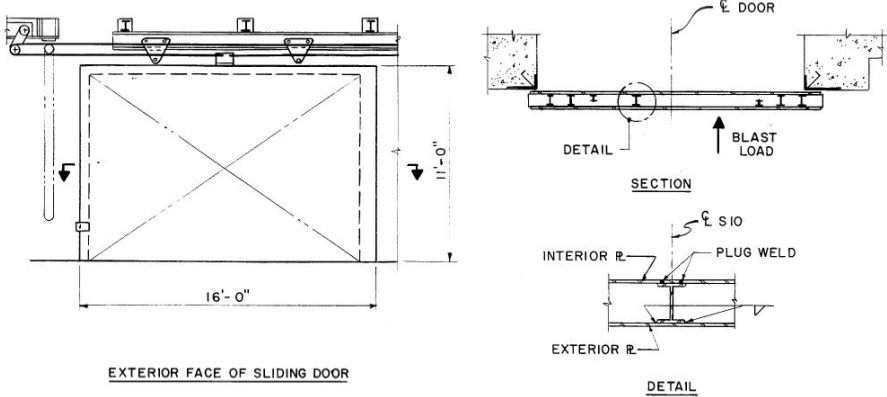 11'-0"
16'-0"
EXTERIOR FACE OF SLIDING DOOR
℄ DOOR
DETAIL
BLAST
LOAD
SECTION
℄ S10
INTERIOR ℞
PLUG WELD
EXTERIOR ℞
DETAIL